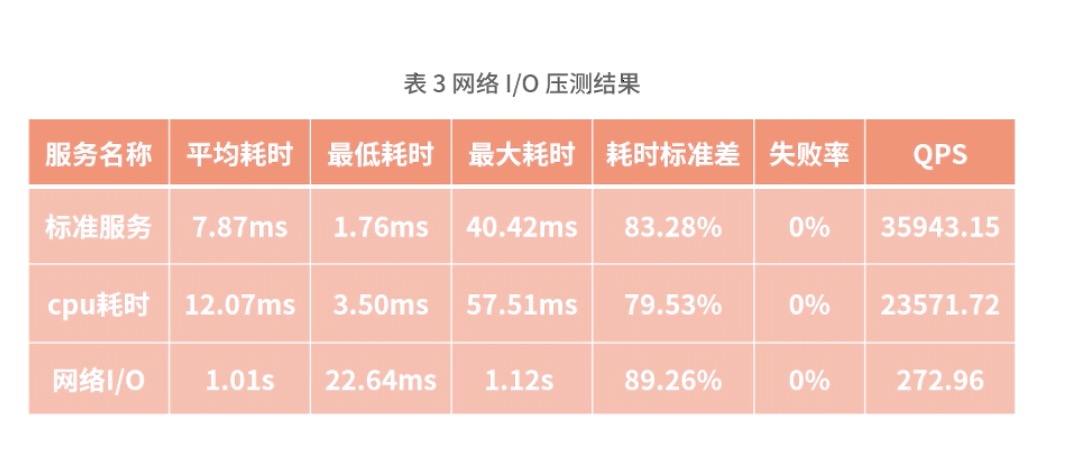 表 3 网络 I/O 压测结果
服务名称 平均耗时 最低耗时 最大耗时 耗时标准差 失败率 QPS
标准服务 7.87ms 1.76ms 40.42ms 83.28% 0% 35943.15
cpu耗时 12.07ms 3.50ms 57.51ms 79.53% 0% 23571.72
网络I/O 1.01s 22.64ms 1.12s 89.26% 0% 272.96